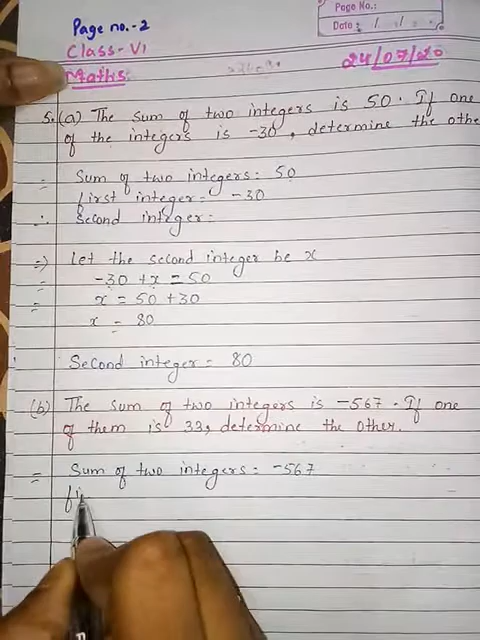 Page No.:
Date: / /
Page no.-2
Class-VI
24/07/20
Maths:
5. (a) The sum of two integers is 50. If one
of the integers is -30, determine the othe
= Sum of two integers: 50
first integer= -30
∴ Second integer=
=) Let the second integer be x
= -30 + x = 50
= x = 50 + 30
x = 80
Second integer = 80
(b) The sum of two integers is -567. If one
of them is 33, determine the other.
= Sum of two integers= -567
fi